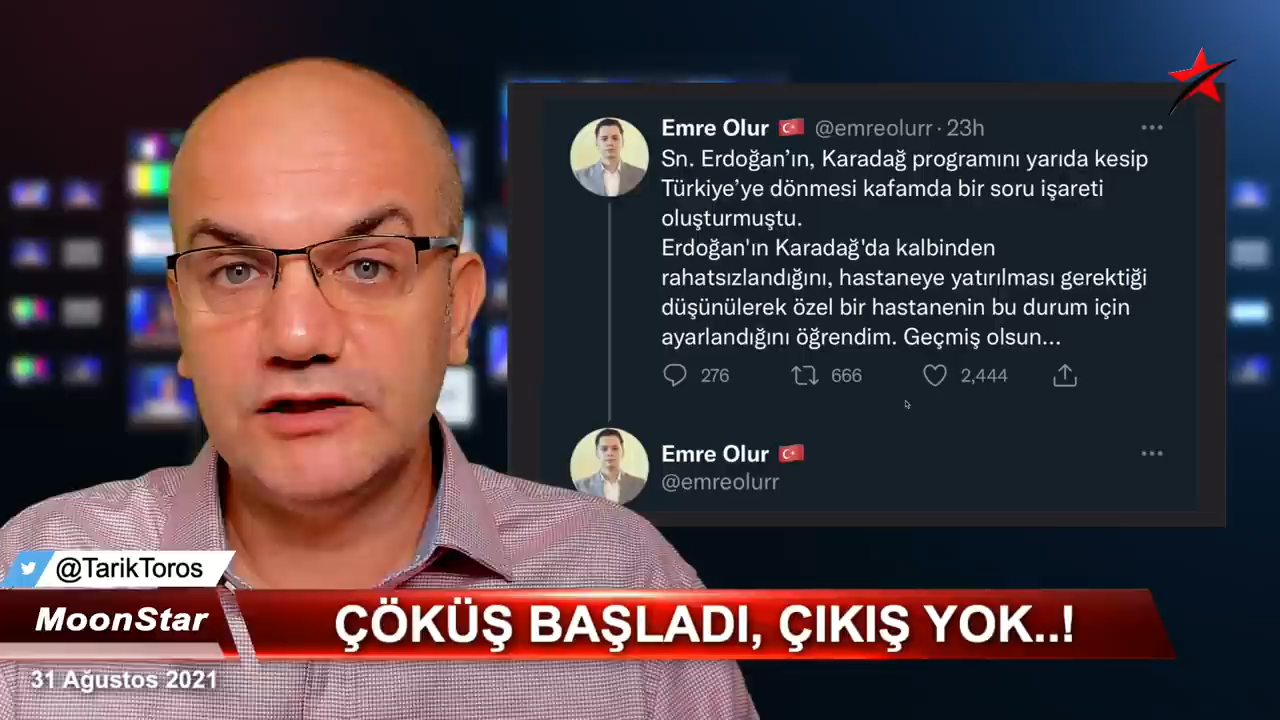 Emre Olur @emreolurr · 23h
Sn. Erdoğan’ın, Karadağ programını yarıda kesip
Türkiye’ye dönmesi kafamda bir soru işareti
oluşturmuştu.
Erdoğan'ın Karadağ'da kalbinden
rahatsızlandığını, hastaneye yatırılması gerektiği
düşünülerek özel bir hastanenin bu durum için
ayarlandığını öğrendim. Geçmiş olsun...
276 666 2,444
Emre Olur
@emreolurr
@TarikToros
MoonStar
ÇÖKÜŞ BAŞLADI, ÇIKIŞ YOK..!
31 Ağustos 2021